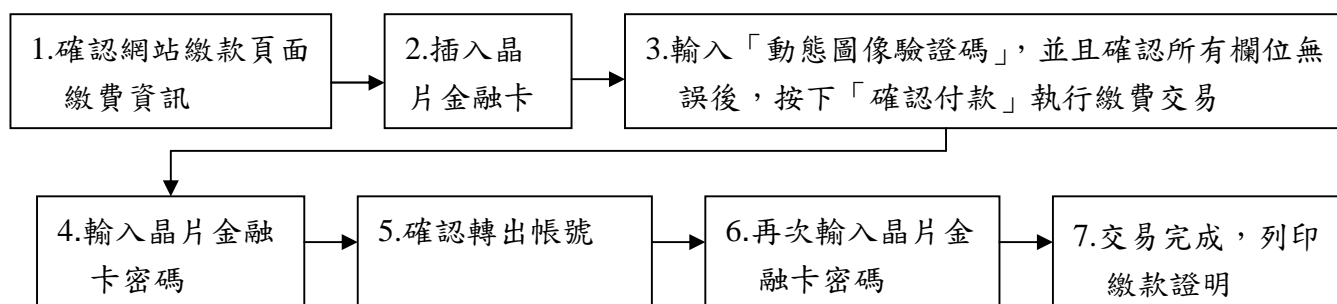 1.確認網站繳款頁面
繳費資訊
2.插入晶
片金融卡
3.輸入「動態圖像驗證碼」,並且確認所有欄位無
誤後,按下「確認付款」執行繳費交易
4.輸入晶片金融
卡密碼
5.確認轉出帳號
6.再次輸入晶片金
融卡密碼
7.交易完成,列印
繳款證明